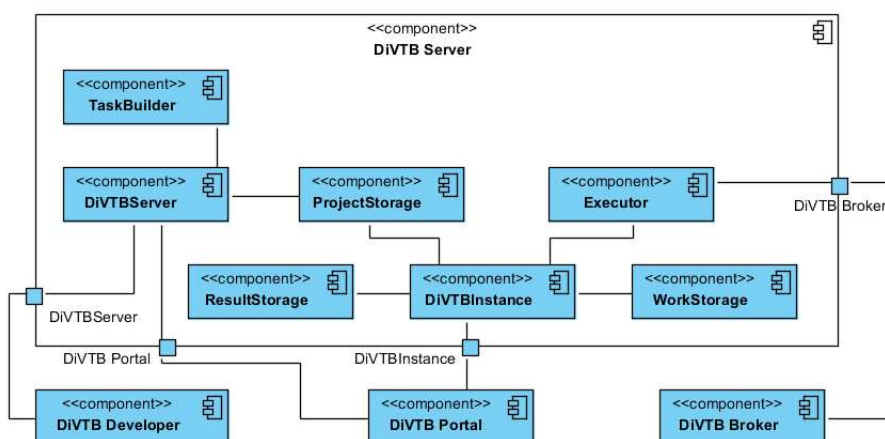 <<component>>
DiVTB Server
<<component>>
TaskBuilder
<<component>>
DiVTBServer
<<component>>
ProjectStorage
<<component>>
Executor
DiVTB Broker
<<component>>
ResultStorage
<<component>>
DiVTBInstance
<<component>>
WorkStorage
DiVTBServer
DiVTB Portal
DiVTBInstance
<<component>>
DiVTB Developer
<<component>>
DiVTB Portal
<<component>>
DiVTB Broker